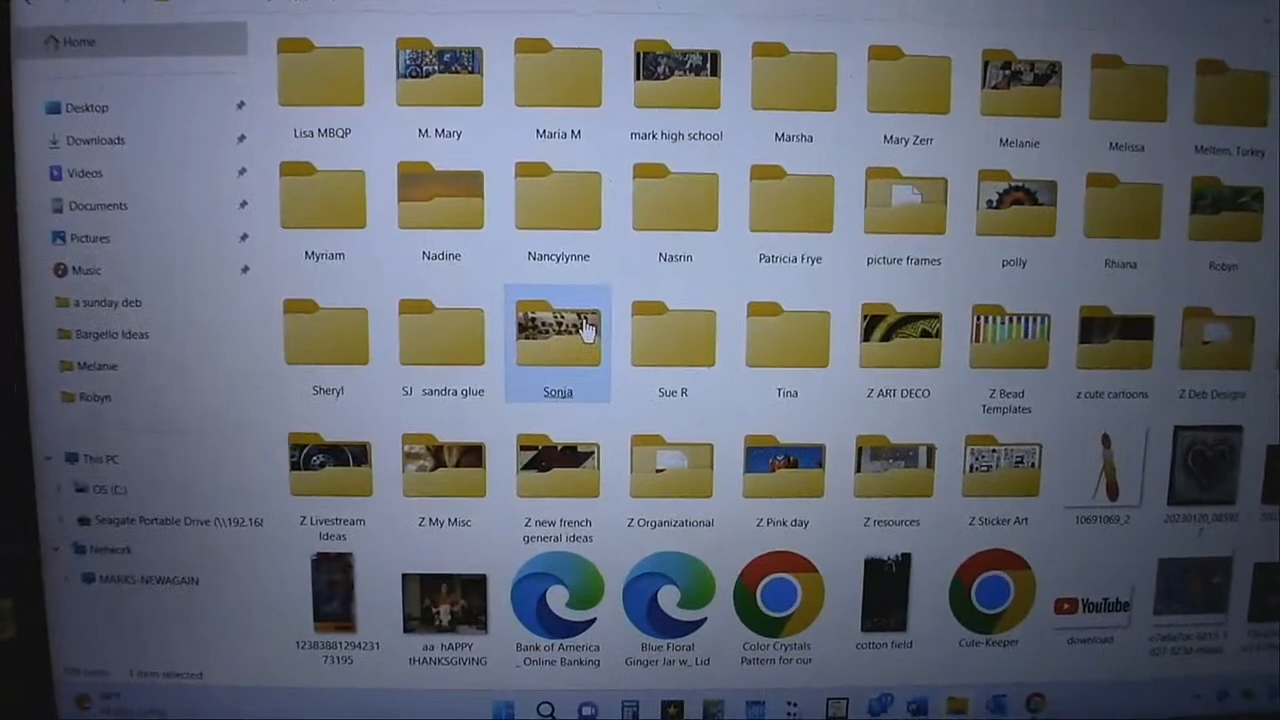 Home
Desktop
Downloads
Videos
Documents
Pictures
Music
a sunday deb
Bargello Ideas
Melanie
Robyn
This PC
OS (C:)
Seagate Portable Drive (\\192.168
Network
MARKS-NEWAGAIN
Lisa MBQP
M. Mary
Maria M
mark high school
Marsha
Mary Zerr
Melanie
Melissa
Meltem, Turkey
Myriam
Nadine
Nancylynne
Nasrin
Patricia Frye
picture frames
polly
Rhiana
Robyn
Sheryl
SJ sandra glue
Sonja
Sue R
Tina
Z ART DECO
Z Bead
Templates
z cute cartoons
Z Deb Designs
Z Livestream
Ideas
Z My Misc
Z new french
general ideas
Z Organizational
Z Pink day
Z resources
Z Sticker Art
10691069_2
12383881294231
73195
aa hAPPY
tHANKSGIVING
Bank of America
_ Online Banking
Blue Floral
Ginger Jar w_ Lid
Color Crystals
Pattern for our
cotton field
Cute-Keeper
YouTube
download
1 item selected